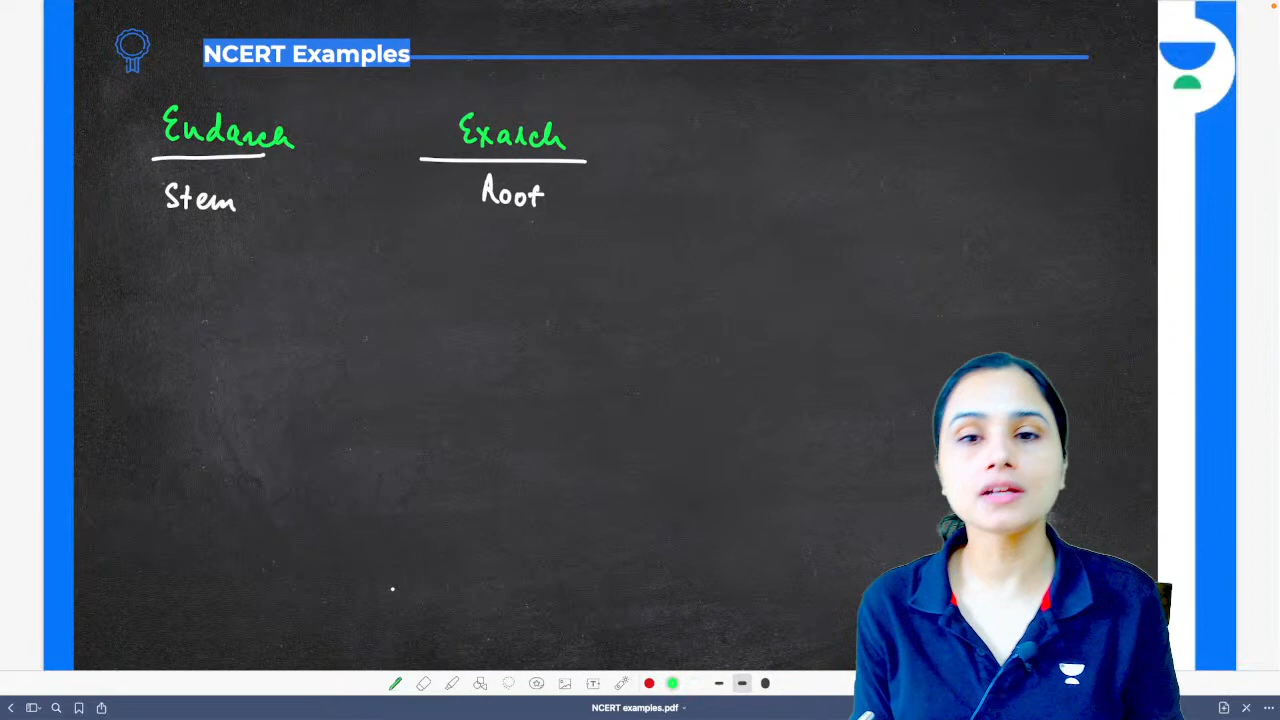 NCERT Examples
Endarch Exarch
Stem Root
NCERT examples.pdf